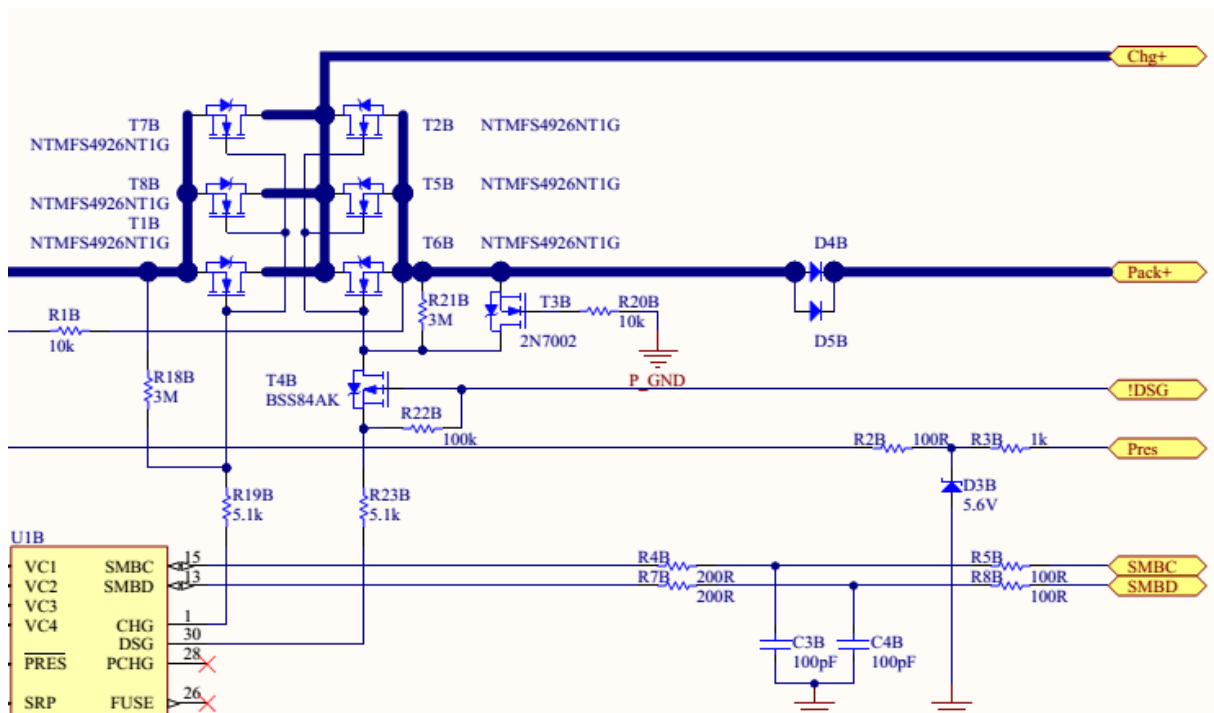 Chg+
T7B
NTMFS4926NT1G
T2B NTMFS4926NT1G
T8B
NTMFS4926NT1G
T5B NTMFS4926NT1G
T1B
NTMFS4926NT1G
T6B NTMFS4926NT1G
D4B
Pack+
R1B
10k
R21B
3M
T3B
2N7002
R20B
10k
D5B
R18B
3M
T4B
BSS84AK
P_GND
!DSG
R22B
100k
R2B
100R
R3B
1k
Pres
R19B
5.1k
R23B
5.1k
D3B
5.6V
U1B
VC1 SMBC 15
VC2 SMBD 13
VC3
VC4 CHG 1
DSG 30
PRES PCHG 28
SRP FUSE 26
R4B
200R
R5B
100R
SMBC
R7B
200R
R8B
100R
SMBD
C3B
100pF
C4B
100pF